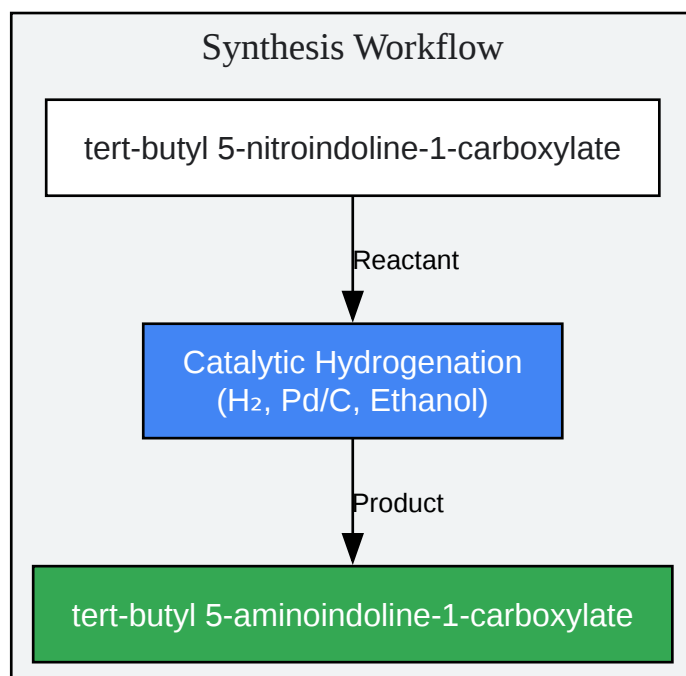 Synthesis Workflow
tert-butyl 5-nitroindoline-1-carboxylate
Reactant
Catalytic Hydrogenation
(H₂, Pd/C, Ethanol)
Product
tert-butyl 5-aminoindoline-1-carboxylate